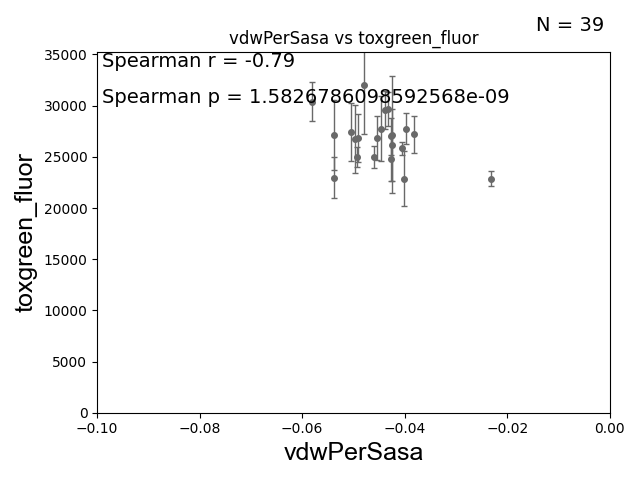 N = 39
vdwPerSasa vs toxgreen_fluor
Spearman r = -0.79
Spearman p = 1.5826786098592568e-09
toxgreen_fluor
35000
30000
25000
20000
15000
10000
5000
0
−0.10
−0.08
−0.06
−0.04
−0.02
0.00
vdwPerSasa